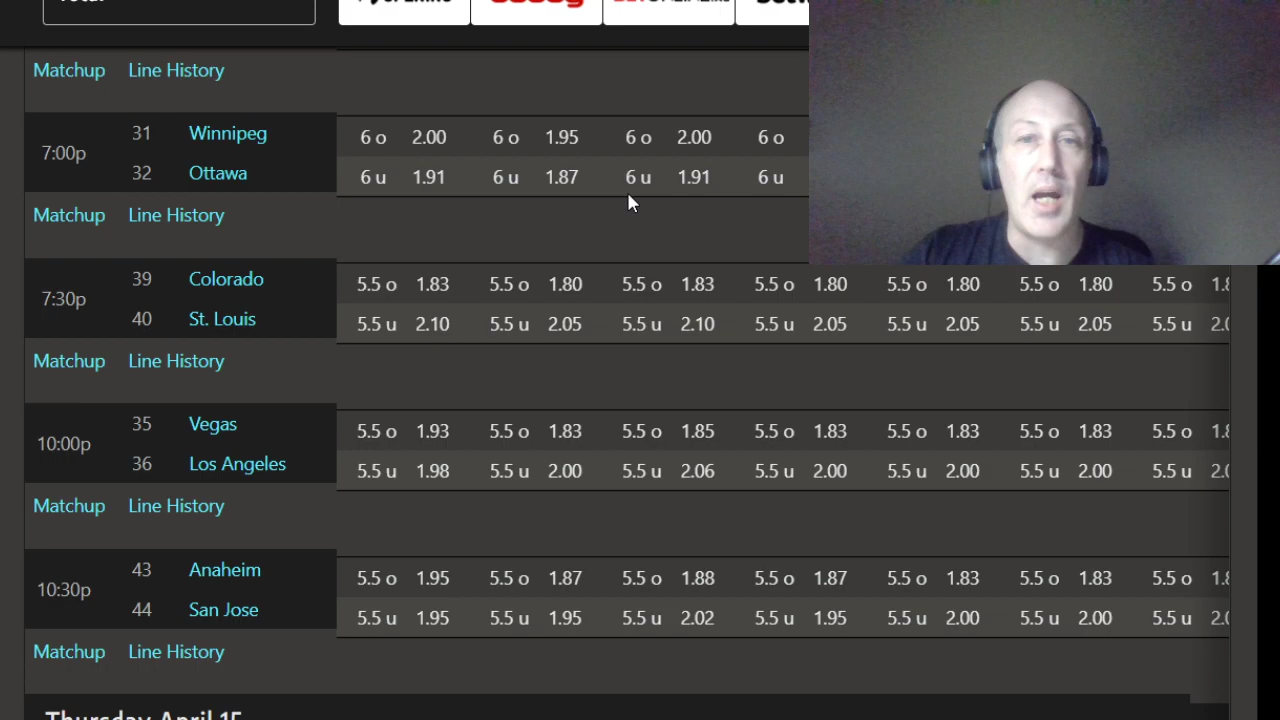 Matchup Line History
7:00p 31 Winnipeg 6 o 2.00 6 o 1.95 6 o 2.00 6 o
32 Ottawa 6 u 1.91 6 u 1.87 6 u 1.91 6 u
Matchup Line History
7:30p 39 Colorado 5.5 o 1.83 5.5 o 1.80 5.5 o 1.83 5.5 o 1.80 5.5 o 1.80 5.5 o 1.80 5.5 o
40 St. Louis 5.5 u 2.10 5.5 u 2.05 5.5 u 2.10 5.5 u 2.05 5.5 u 2.05 5.5 u 2.05 5.5 u
Matchup Line History
10:00p 35 Vegas 5.5 o 1.93 5.5 o 1.83 5.5 o 1.85 5.5 o 1.83 5.5 o 1.83 5.5 o 1.83 5.5 o
36 Los Angeles 5.5 u 1.98 5.5 u 2.00 5.5 u 2.06 5.5 u 2.00 5.5 u 2.00 5.5 u 2.00 5.5 u
Matchup Line History
10:30p 43 Anaheim 5.5 o 1.95 5.5 o 1.87 5.5 o 1.88 5.5 o 1.87 5.5 o 1.83 5.5 o 1.83 5.5 o
44 San Jose 5.5 u 1.95 5.5 u 1.95 5.5 u 2.02 5.5 u 1.95 5.5 u 2.00 5.5 u 2.00 5.5 u
Matchup Line History
Thursday April 15